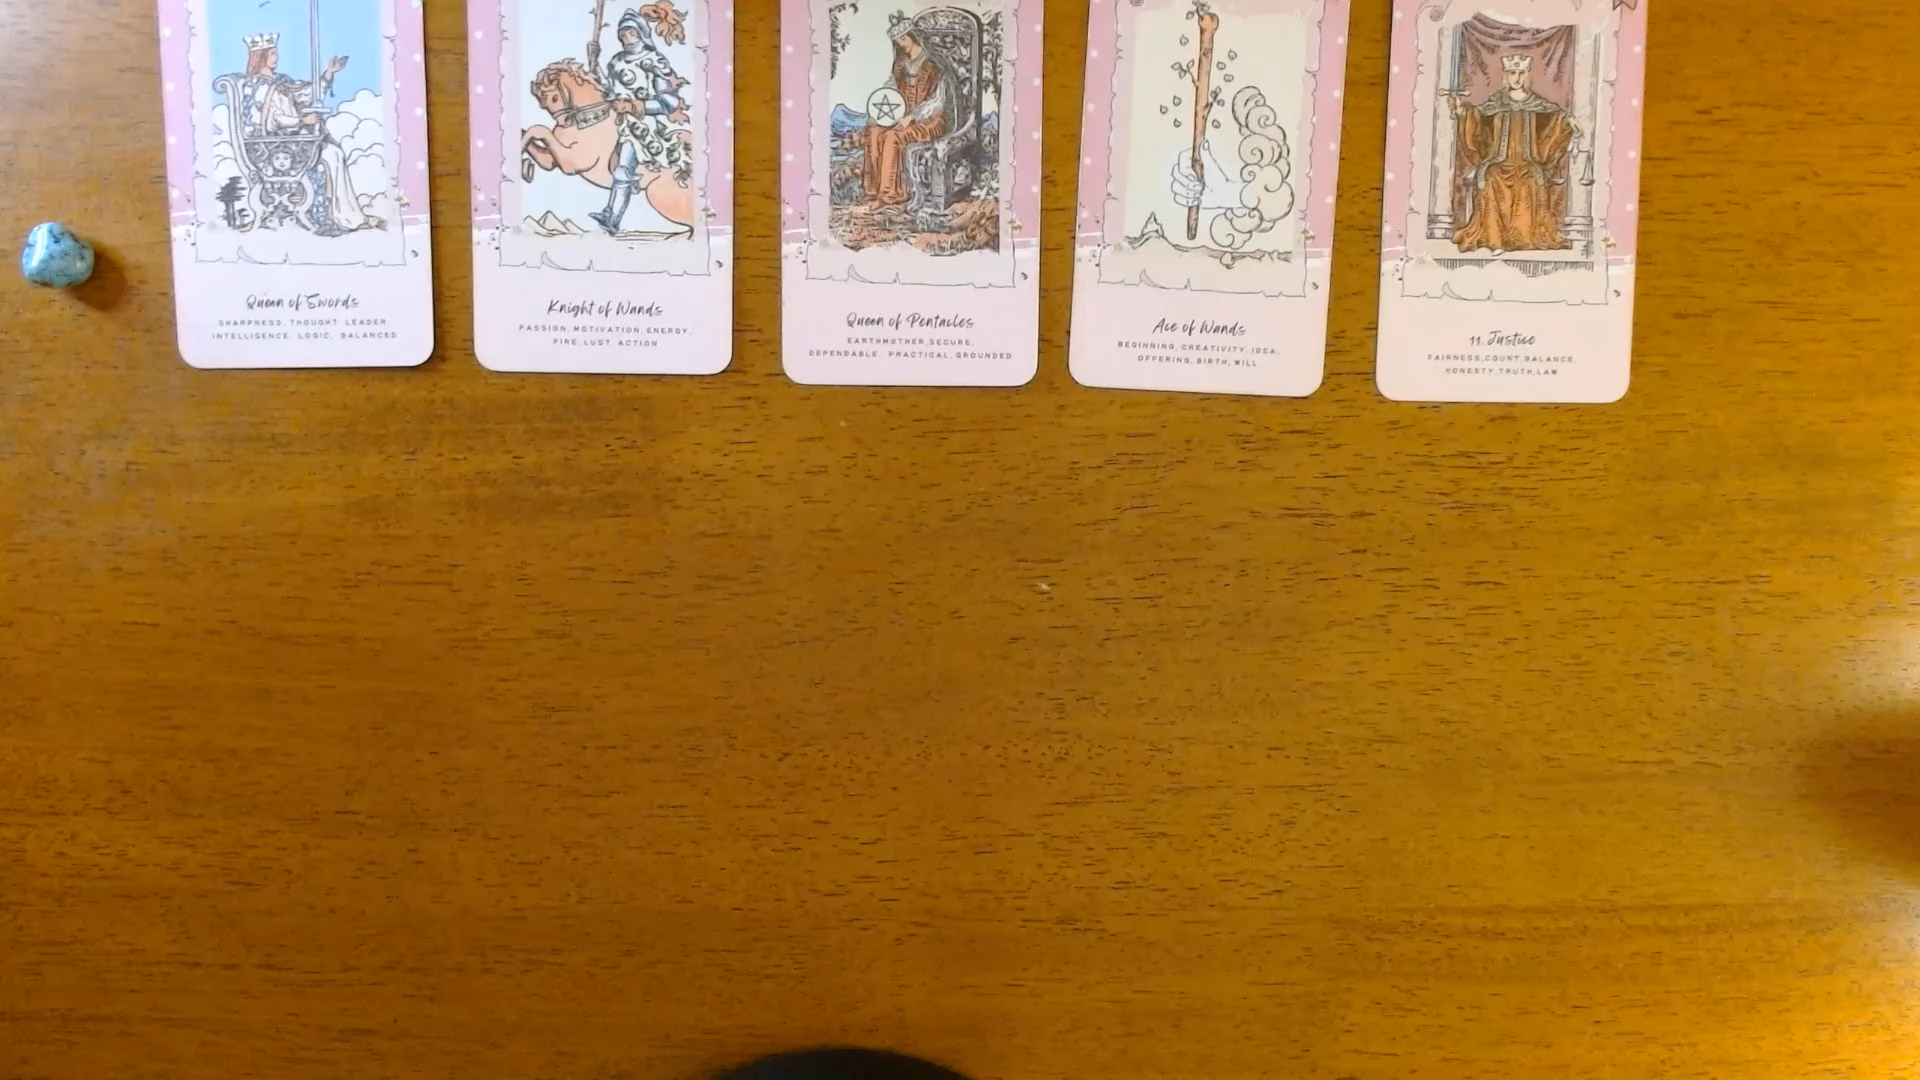 Queen of Swords
SHARPNESS, THOUGHT LEADER
INTELLIGENCE, LOGIC, BALANCED
Knight of Wands
PASSION, MOTIVATION, ENERGY,
FIRE, LUST, ACTION
Queen of Pentacles
EARTHMOTHER, SECURE,
DEPENDABLE, PRACTICAL, GROUNDED
Ace of Wands
BEGINNING, CREATIVITY, IDEA,
OFFERING, BIRTH, WILL
11. Justice
FAIRNESS, COURT, BALANCE,
HONESTY, TRUTH, LAW